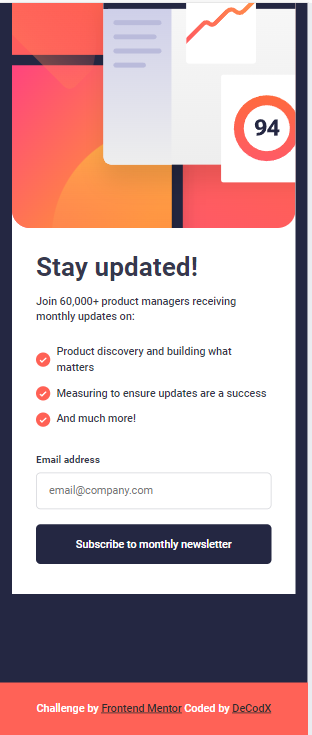 94
Stay updated!
Join 60,000+ product managers receiving
monthly updates on:
Product discovery and building what
matters
Measuring to ensure updates are a success
And much more!
Email address
email@company.com
Subscribe to monthly newsletter
Challenge by Frontend Mentor Coded by DeCodX